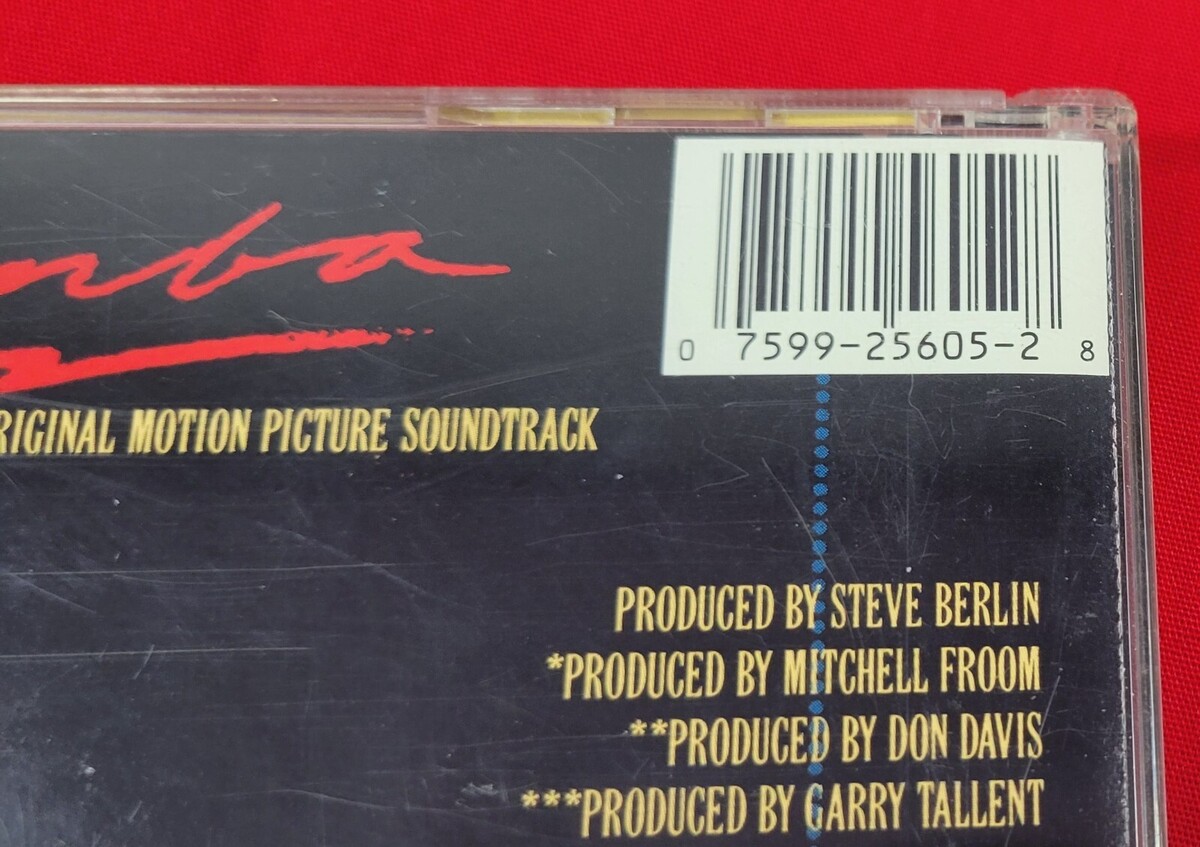 0 7599-25605-2 8
mba
RIGINAL MOTION PICTURE SOUNDTRACK
PRODUCED BY STEVE BERLIN
*PRODUCED BY MITCHELL FROOM
**PRODUCED BY DON DAVIS
***PRODUCED BY GARRY TALLENT